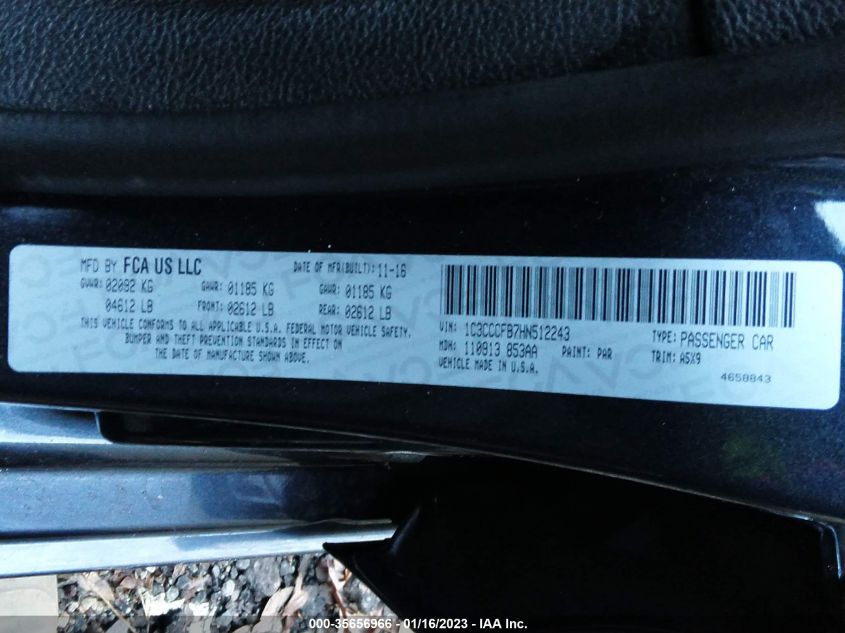 MFD BY FCA US LLC DATE OF MFR(BUILT): 11-16
GVWR: 02092 KG GAWR: 01185 KG GAWR: 01185 KG
04612 LB FRONT: 02612 LB REAR: 02612 LB
THIS VEHICLE CONFORMS TO ALL APPLICABLE U.S.A. FEDERAL MOTOR VEHICLE SAFETY,
BUMPER AND THEFT PREVENTION STANDARDS IN EFFECT ON
THE DATE OF MANUFACTURE SHOWN ABOVE.
VIN: 1C3CCCFB7HN512243 TYPE: PASSENGER CAR
MDH: 110813 853AA PAINT: PAR TRIM: A5X9
VEHICLE MADE IN U.S.A. 4658843
000-35656966 - 01/16/2023 - IAA Inc.